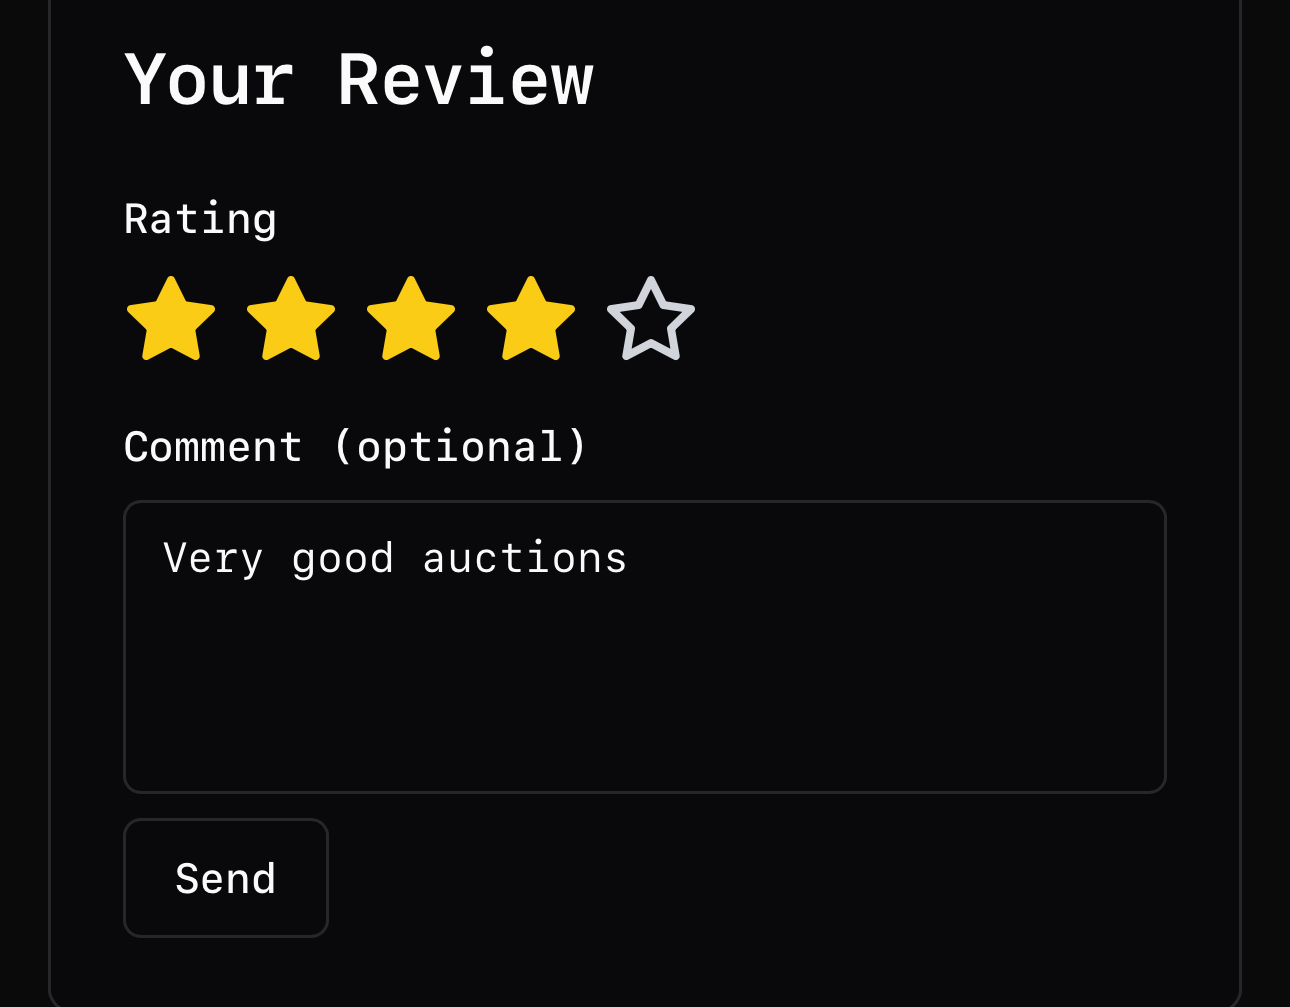 Your Review
Rating
Comment (optional)
Very good auctions
Send